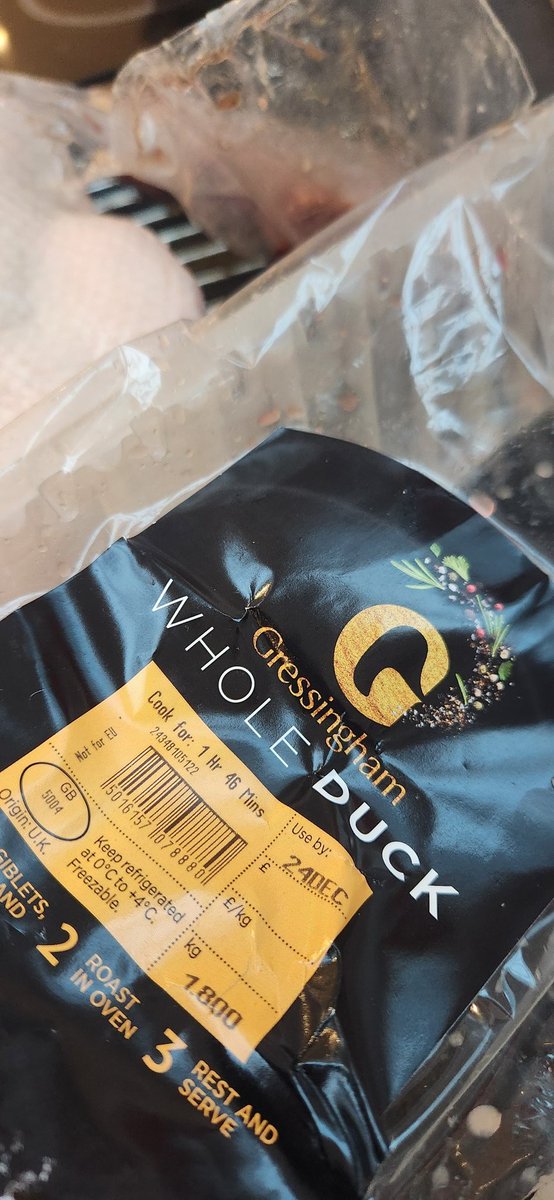 Gressingham
WHOLE DUCK
Cook for: 1 Hr 46 Mins
24348105122
Not for EU
5016157107888
GB
5004
Origin: U.K.
Keep refrigerated
at 0°C to +4°C.
Freezable.
Use by:
24DEC
£
£/kg
kg
1.800
GIBLETS,
AND
2
ROAST
IN OVEN
3
REST AND
SERVE